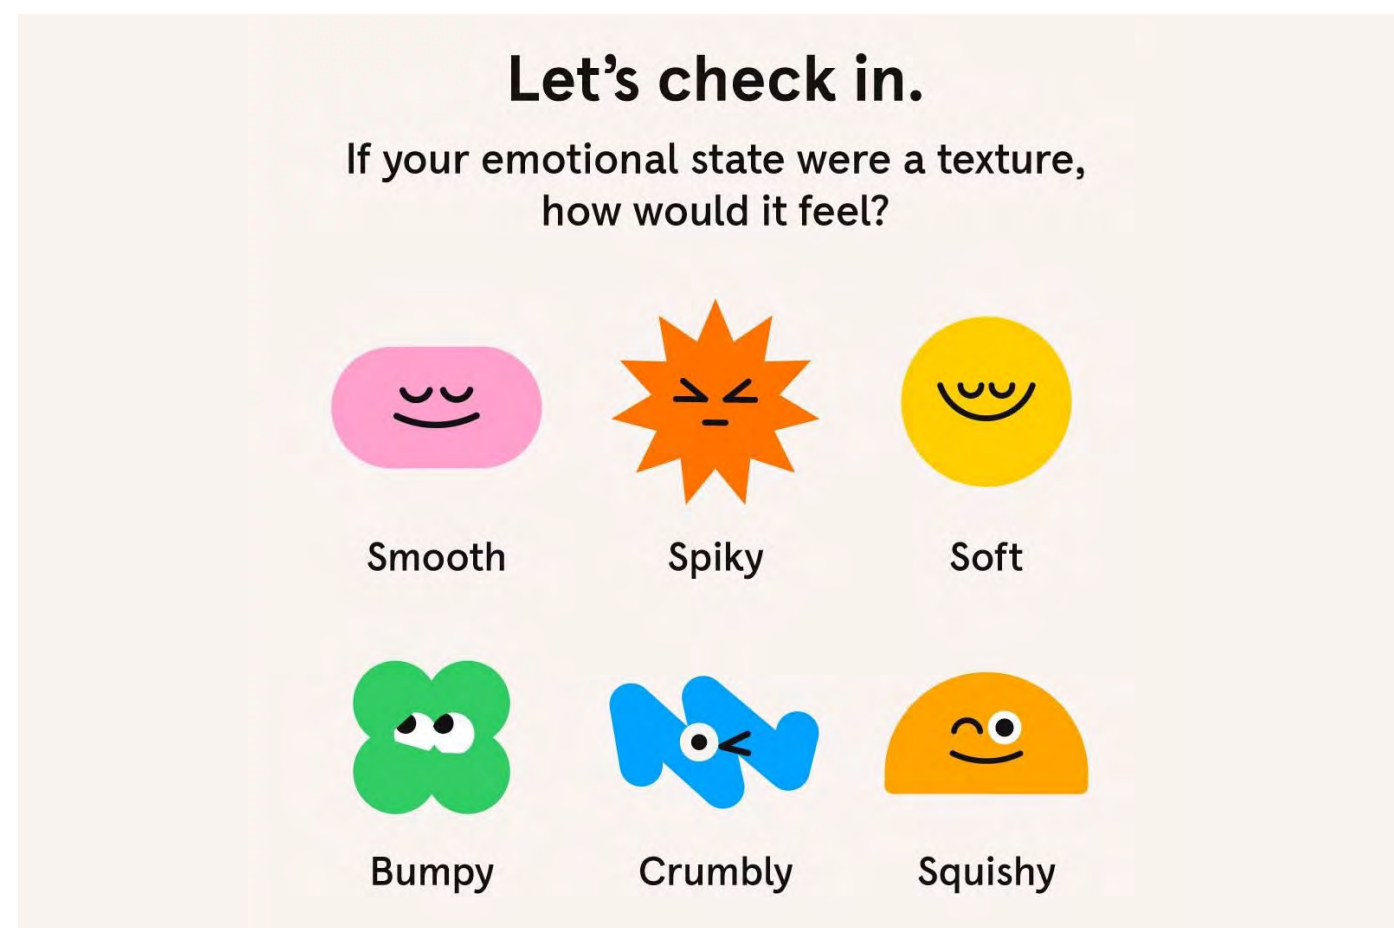 Let’s check in.
If your emotional state were a texture,
how would it feel?
Smooth
Spiky
Soft
Bumpy
Crumbly
Squishy